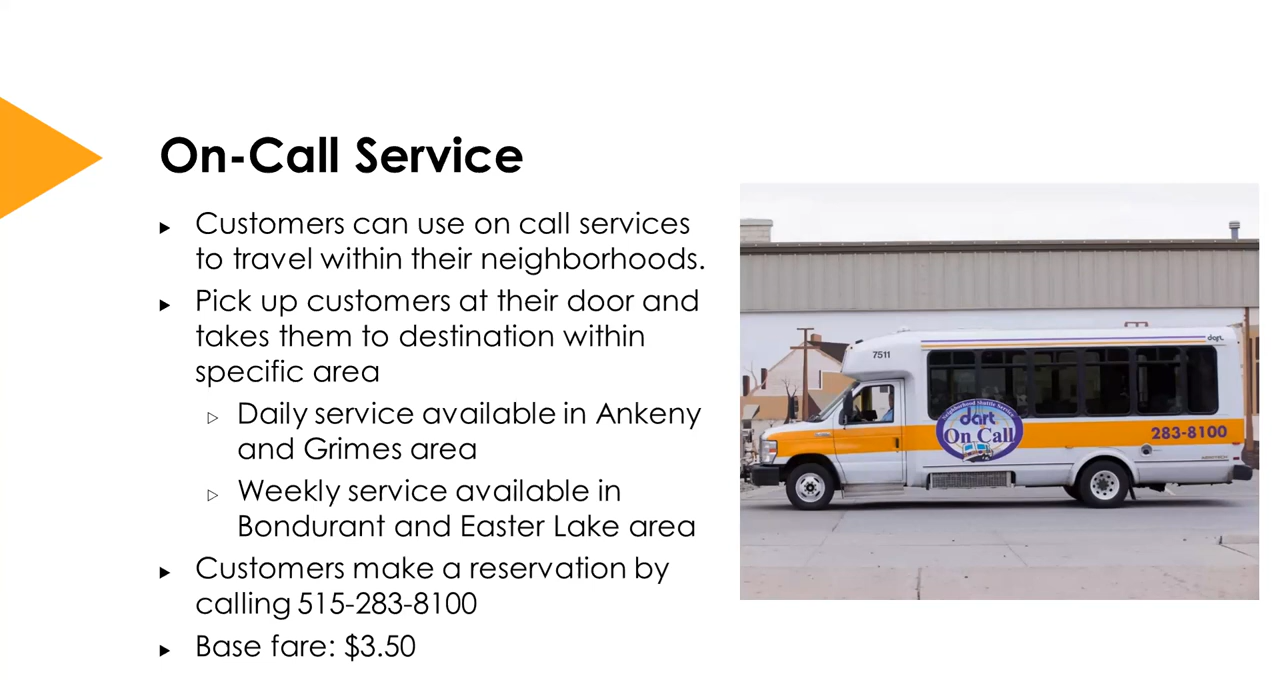 On-Call Service
Customers can use on call services
to travel within their neighborhoods.
Pick up customers at their door and
takes them to destination within
specific area
Daily service available in Ankeny
and Grimes area
Weekly service available in
Bondurant and Easter Lake area
Customers make a reservation by
calling 515-283-8100
Base fare: $3.50
7511
dart
Neighborhood Shuttle Service
dart
On Call
283-8100